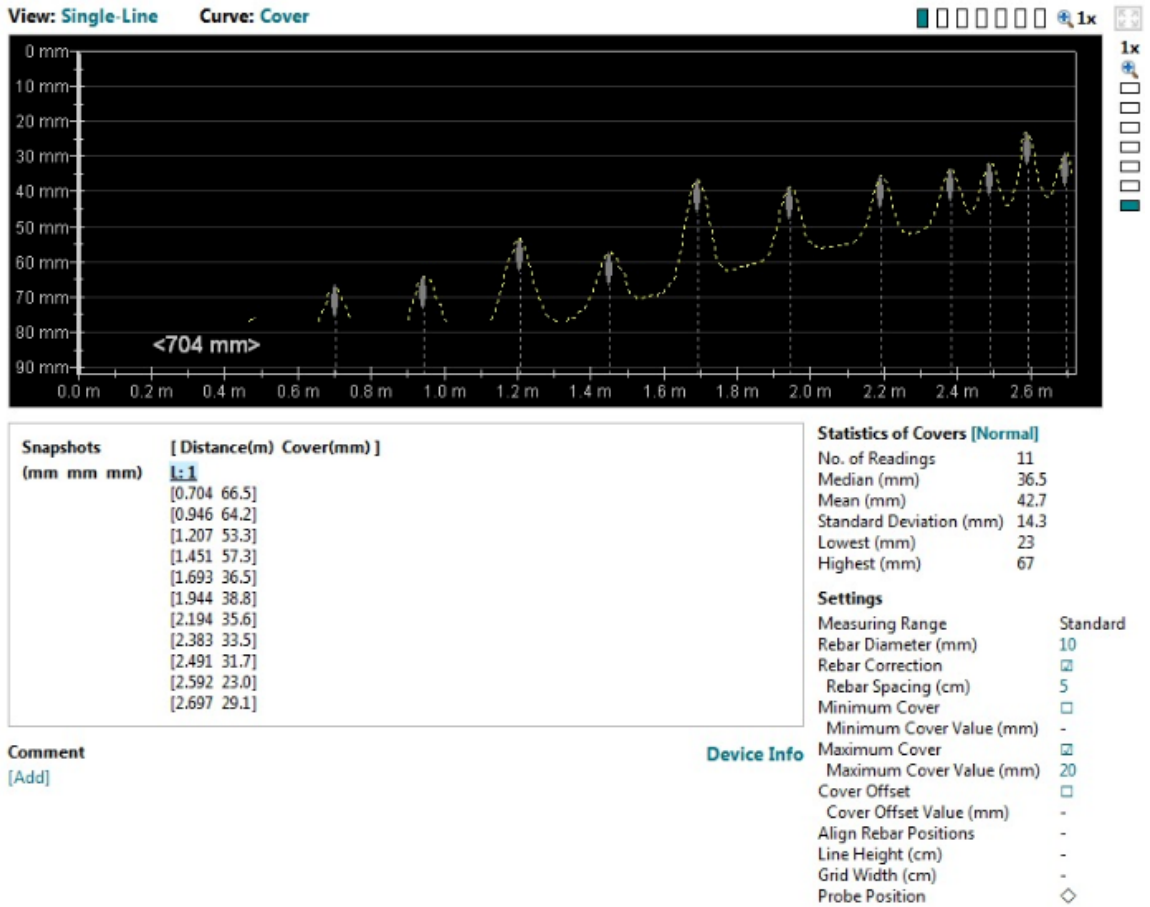 View: Single-Line Curve: Cover
1x
1x
0 mm
10 mm
20 mm
30 mm
40 mm
50 mm
60 mm
70 mm
80 mm
90 mm
<704 mm>
0.0 m 0.2 m 0.4 m 0.6 m 0.8 m 1.0 m 1.2 m 1.4 m 1.6 m 1.8 m 2.0 m 2.2 m 2.4 m 2.6 m
Snapshots [ Distance(m) Cover(mm) ]
(mm mm mm) L: 1
[0.704 66.5]
[0.946 64.2]
[1.207 53.3]
[1.451 57.3]
[1.693 36.5]
[1.944 38.8]
[2.194 35.6]
[2.383 33.5]
[2.491 31.7]
[2.592 23.0]
[2.697 29.1]
Comment
[Add]
Device Info
Statistics of Covers [Normal]
No. of Readings 11
Median (mm) 36.5
Mean (mm) 42.7
Standard Deviation (mm) 14.3
Lowest (mm) 23
Highest (mm) 67
Settings
Measuring Range Standard
Rebar Diameter (mm) 10
Rebar Correction ☑
Rebar Spacing (cm) 5
Minimum Cover ☐
Minimum Cover Value (mm) -
Maximum Cover ☑
Maximum Cover Value (mm) 20
Cover Offset ☐
Cover Offset Value (mm) -
Align Rebar Positions -
Line Height (cm) -
Grid Width (cm) -
Probe Position ◇